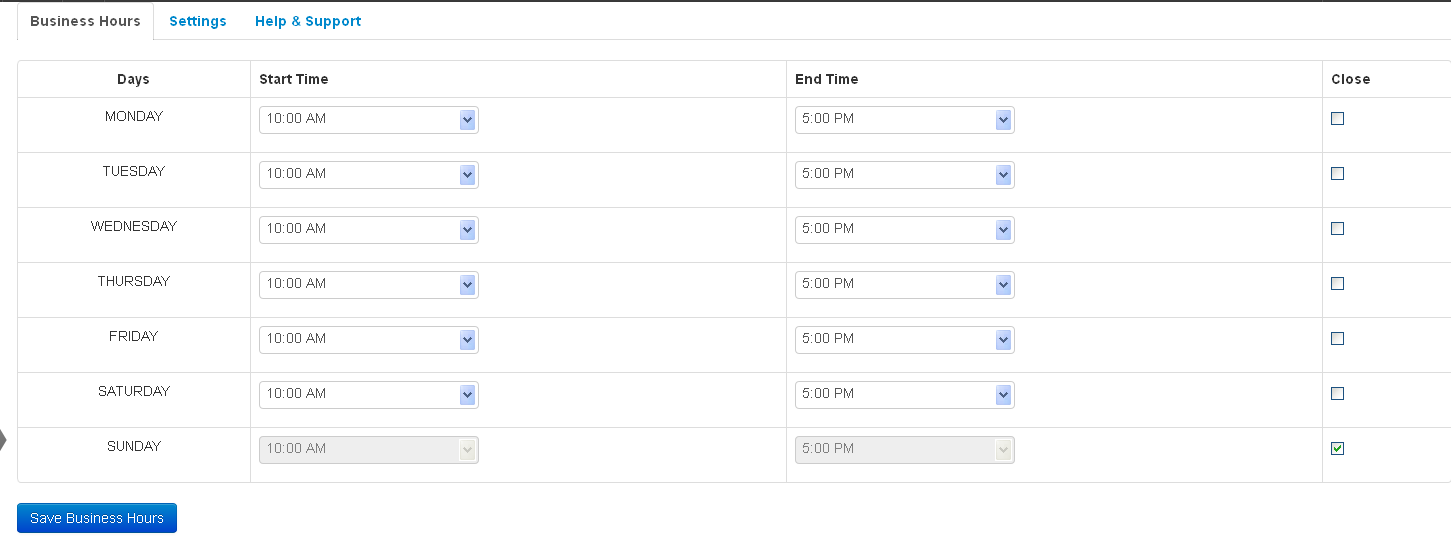 Business Hours Settings Help & Support
Days Start Time End Time Close
MONDAY 10:00 AM 5:00 PM
TUESDAY 10:00 AM 5:00 PM
WEDNESDAY 10:00 AM 5:00 PM
THURSDAY 10:00 AM 5:00 PM
FRIDAY 10:00 AM 5:00 PM
SATURDAY 10:00 AM 5:00 PM
SUNDAY 10:00 AM 5:00 PM
Save Business Hours